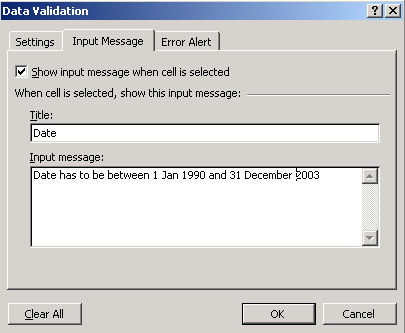 Data Validation
Settings Input Message Error Alert
Show input message when cell is selected
When cell is selected, show this input message:
Title:
Date
Input message:
Date has to be between 1 Jan 1990 and 31 December 2003
Clear All OK Cancel